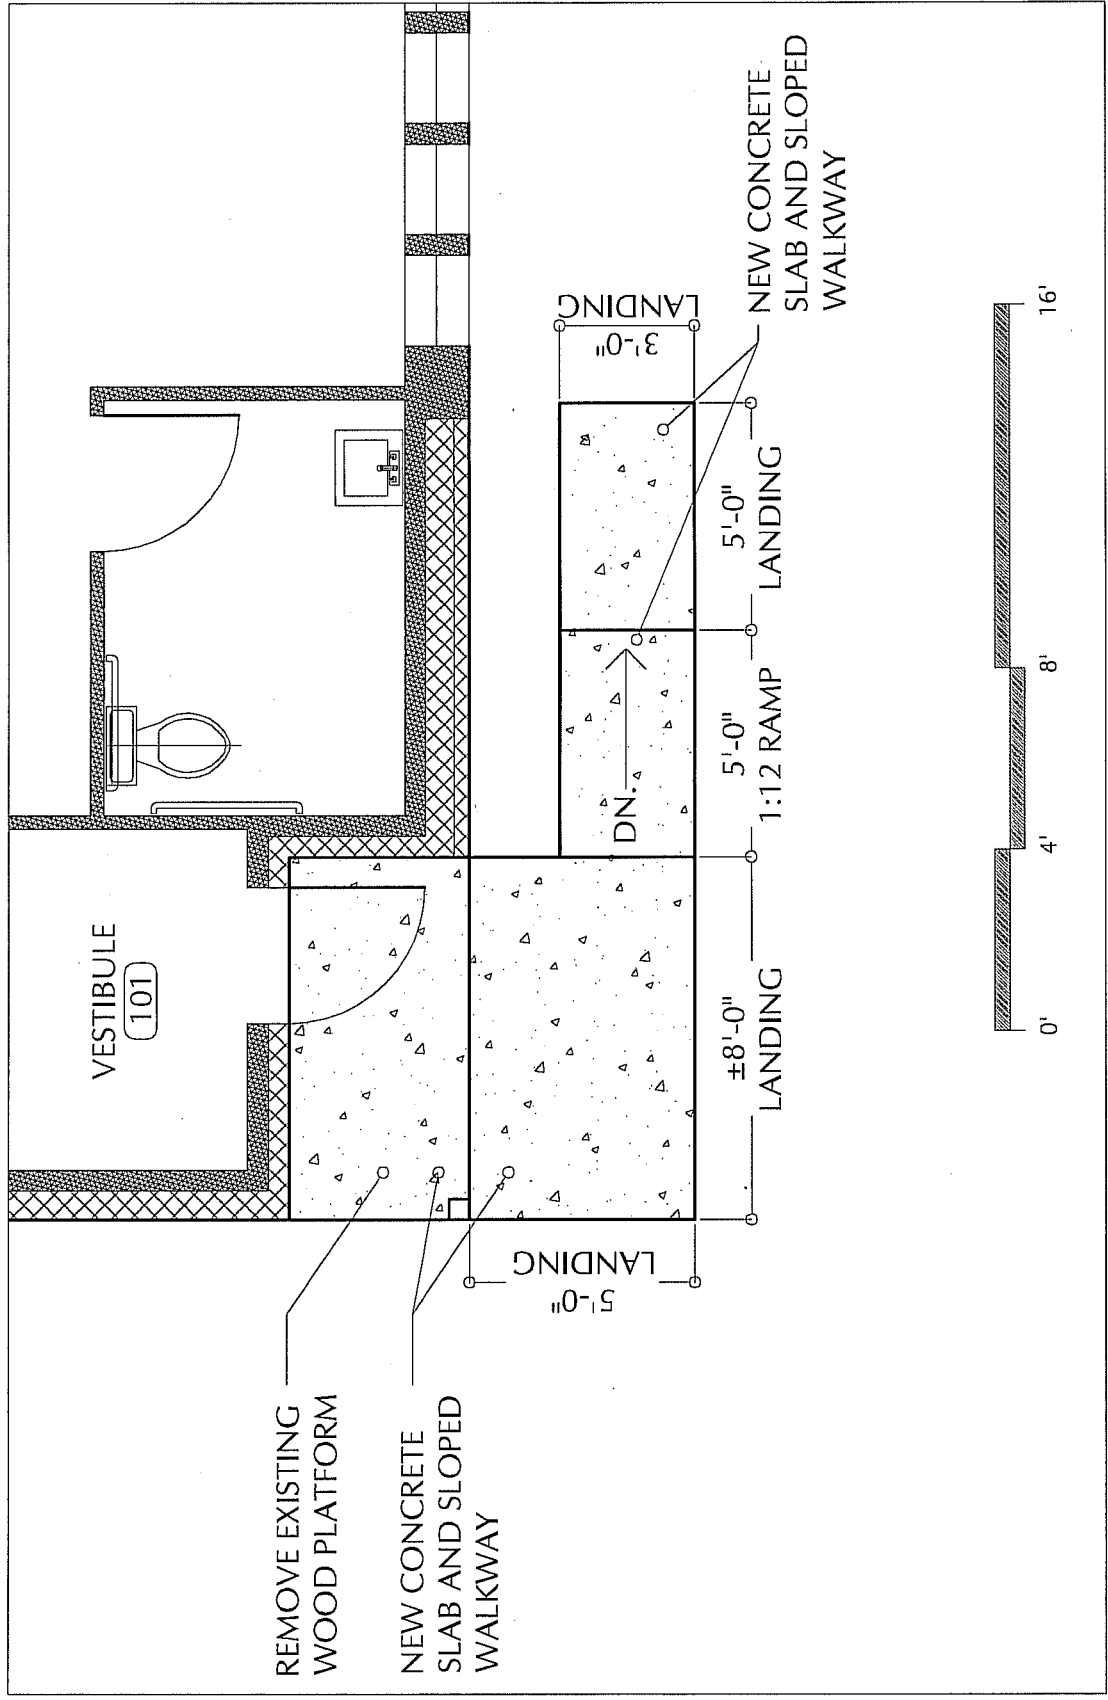 VESTIBULE
101
REMOVE EXISTING
WOOD PLATFORM
NEW CONCRETE
SLAB AND SLOPED
WALKWAY
5'-0"
LANDING
DN.
3'-0"
LANDING
±8'-0"
LANDING
5'-0"
1:12 RAMP
5'-0"
LANDING
NEW CONCRETE
SLAB AND SLOPED
WALKWAY
0'
4'
8'
16'